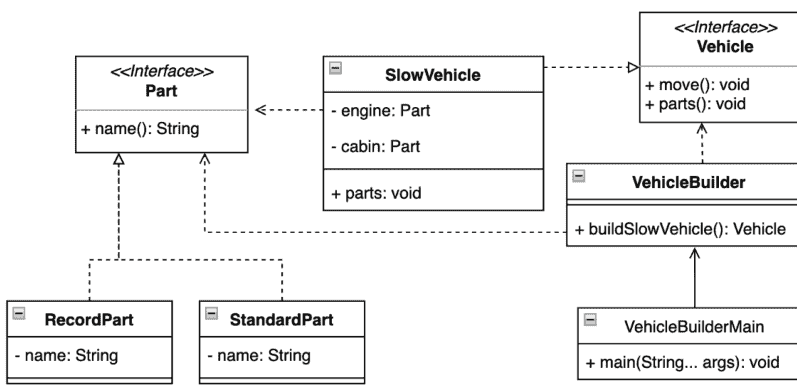 <<Interface>>
Part
+ name(): String
SlowVehicle
- engine: Part
- cabin: Part
+ parts: void
<<Interface>>
Vehicle
+ move(): void
+ parts(): void
VehicleBuilder
+ buildSlowVehicle(): Vehicle
RecordPart
- name: String
StandardPart
- name: String
VehicleBuilderMain
+ main(String... args): void